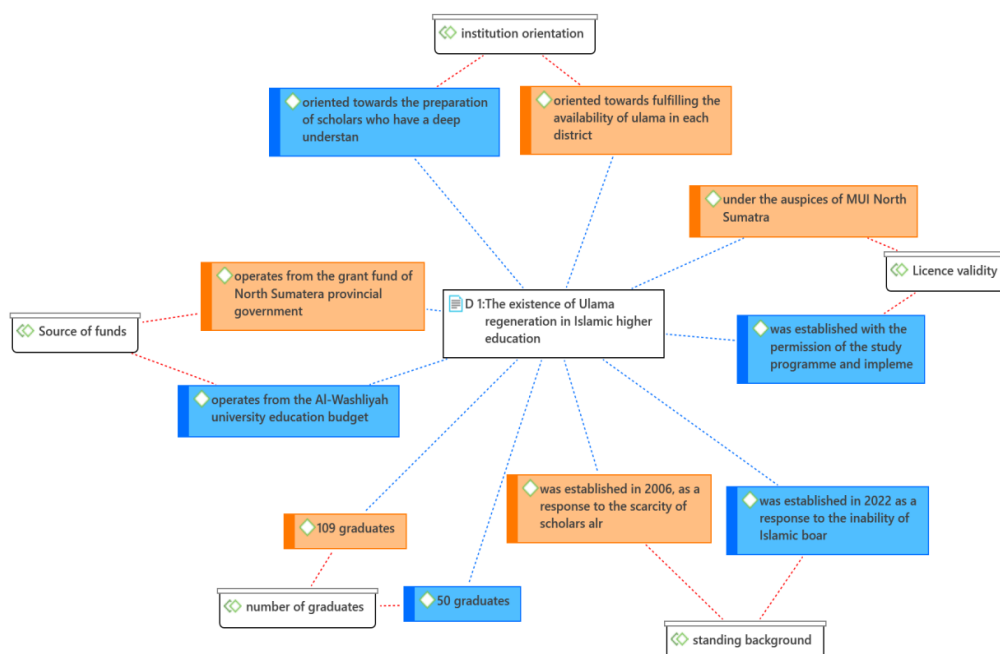 institution orientation
oriented towards the preparation
of scholars who have a deep
understan
oriented towards fulfilling the
availability of ulama in each
district
under the auspices of MUI North
Sumatra
Licence validity
operates from the grant fund of
North Sumatera provincial
government
D 1:The existence of Ulama
regeneration in Islamic higher
education
Source of funds
was established with the
permission of the study
programme and impleme
operates from the Al-Washliyah
university education budget
was established in 2006, as a
response to the scarcity of
scholars alr
was established in 2022 as a
response to the inability of
Islamic boar
109 graduates
50 graduates
number of graduates
standing background